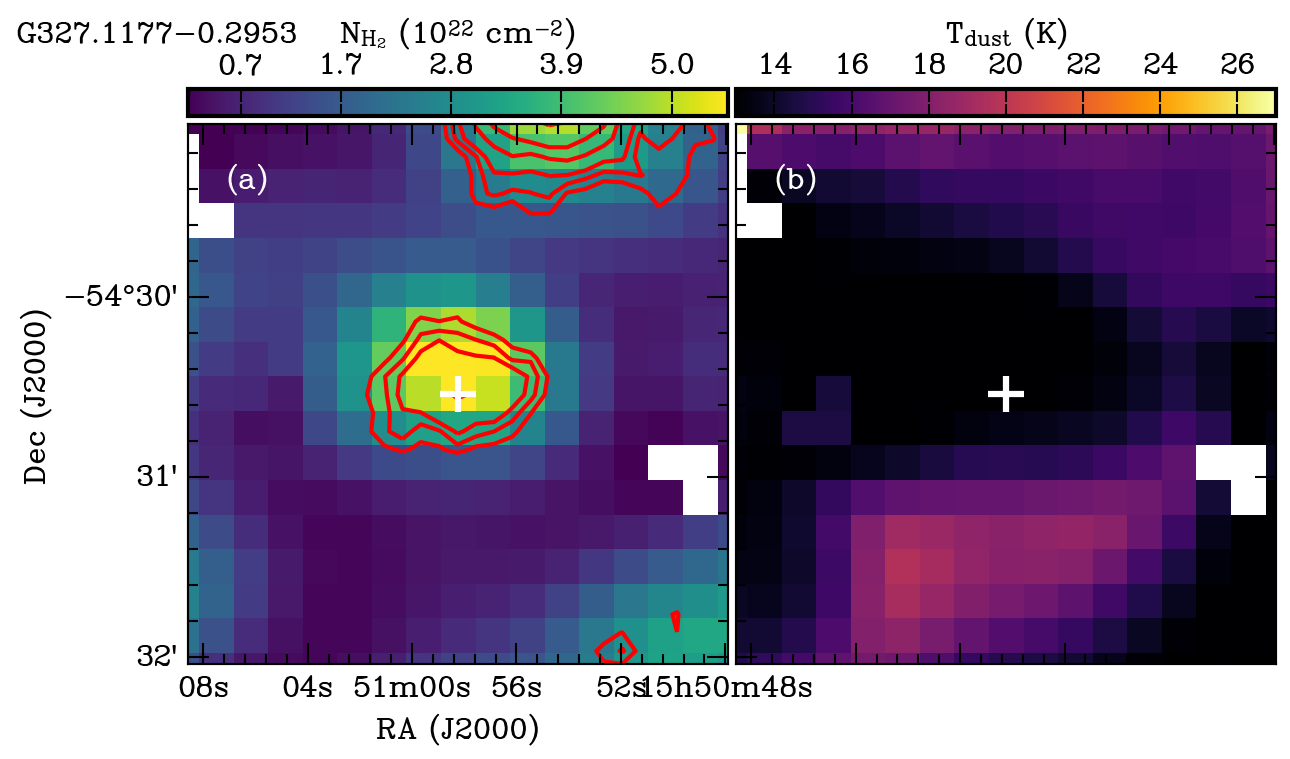 G327.1177−0.2953 N_H₂ (10²² cm⁻²) T_dust (K)
0.7 1.7 2.8 3.9 5.0 14 16 18 20 22 24 26
(a) (b)
−54°30'
31'
32'
Dec (J2000)
08s 04s 51m00s 56s 52s 15h50m48s
RA (J2000)